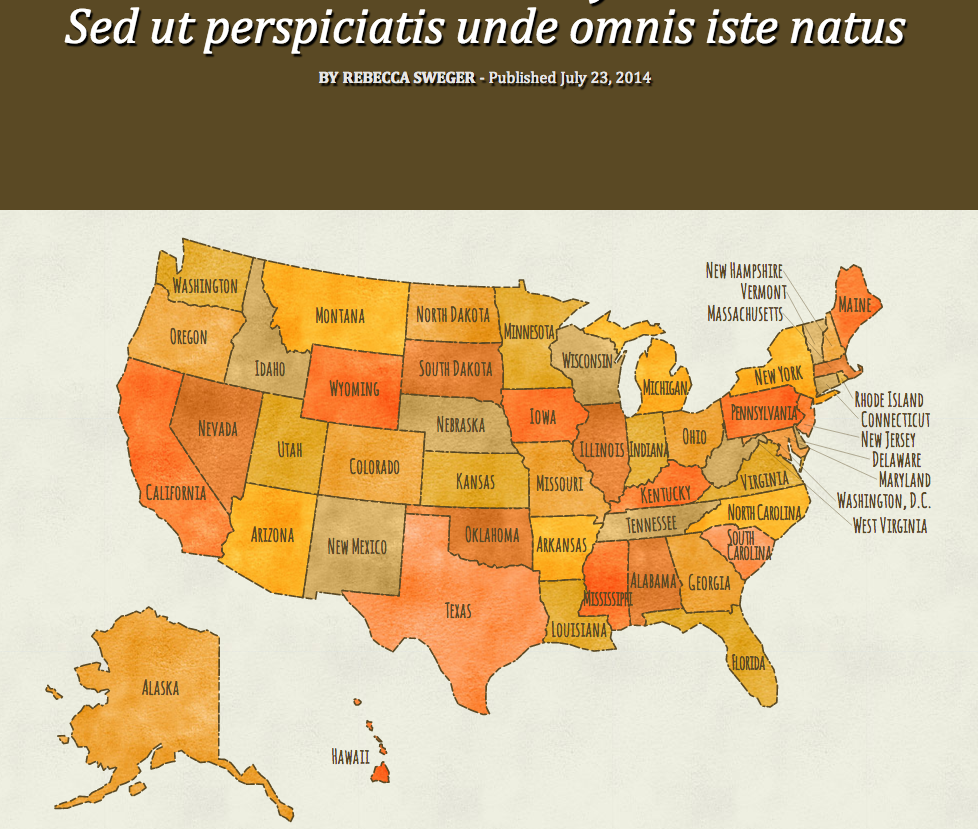 Sed ut perspiciatis unde omnis iste natus
BY REBECCA SWEGER - Published July 23, 2014
NEW HAMPSHIRE
VERMONT
MASSACHUSETTS
MAINE
WASHINGTON
MONTANA
NORTH DAKOTA
MINNESOTA
OREGON
IDAHO
WYOMING
SOUTH DAKOTA
WISCONSIN
MICHIGAN
NEW YORK
RHODE ISLAND
CONNECTICUT
NEW JERSEY
DELAWARE
MARYLAND
WASHINGTON, D.C.
WEST VIRGINIA
NEVADA
UTAH
COLORADO
NEBRASKA
IOWA
ILLINOIS
INDIANA
OHIO
PENNSYLVANIA
CALIFORNIA
KANSAS
MISSOURI
KENTUCKY
VIRGINIA
ARIZONA
NEW MEXICO
OKLAHOMA
ARKANSAS
TENNESSEE
NORTH CAROLINA
SOUTH
CAROLINA
TEXAS
LOUISIANA
MISSISSIPPI
ALABAMA
GEORGIA
FLORIDA
ALASKA
HAWAII